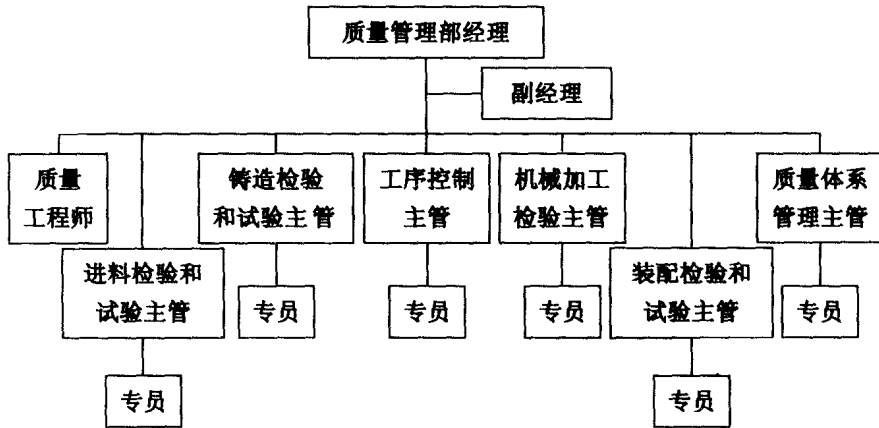 质量管理部经理
副经理
质量
工程师
铸造检验
和试验主管
工序控制
主管
机械加工
检验主管
质量体系
管理主管
进料检验和
试验主管
装配检验和
试验主管
专员
专员
专员
专员
专员
专员